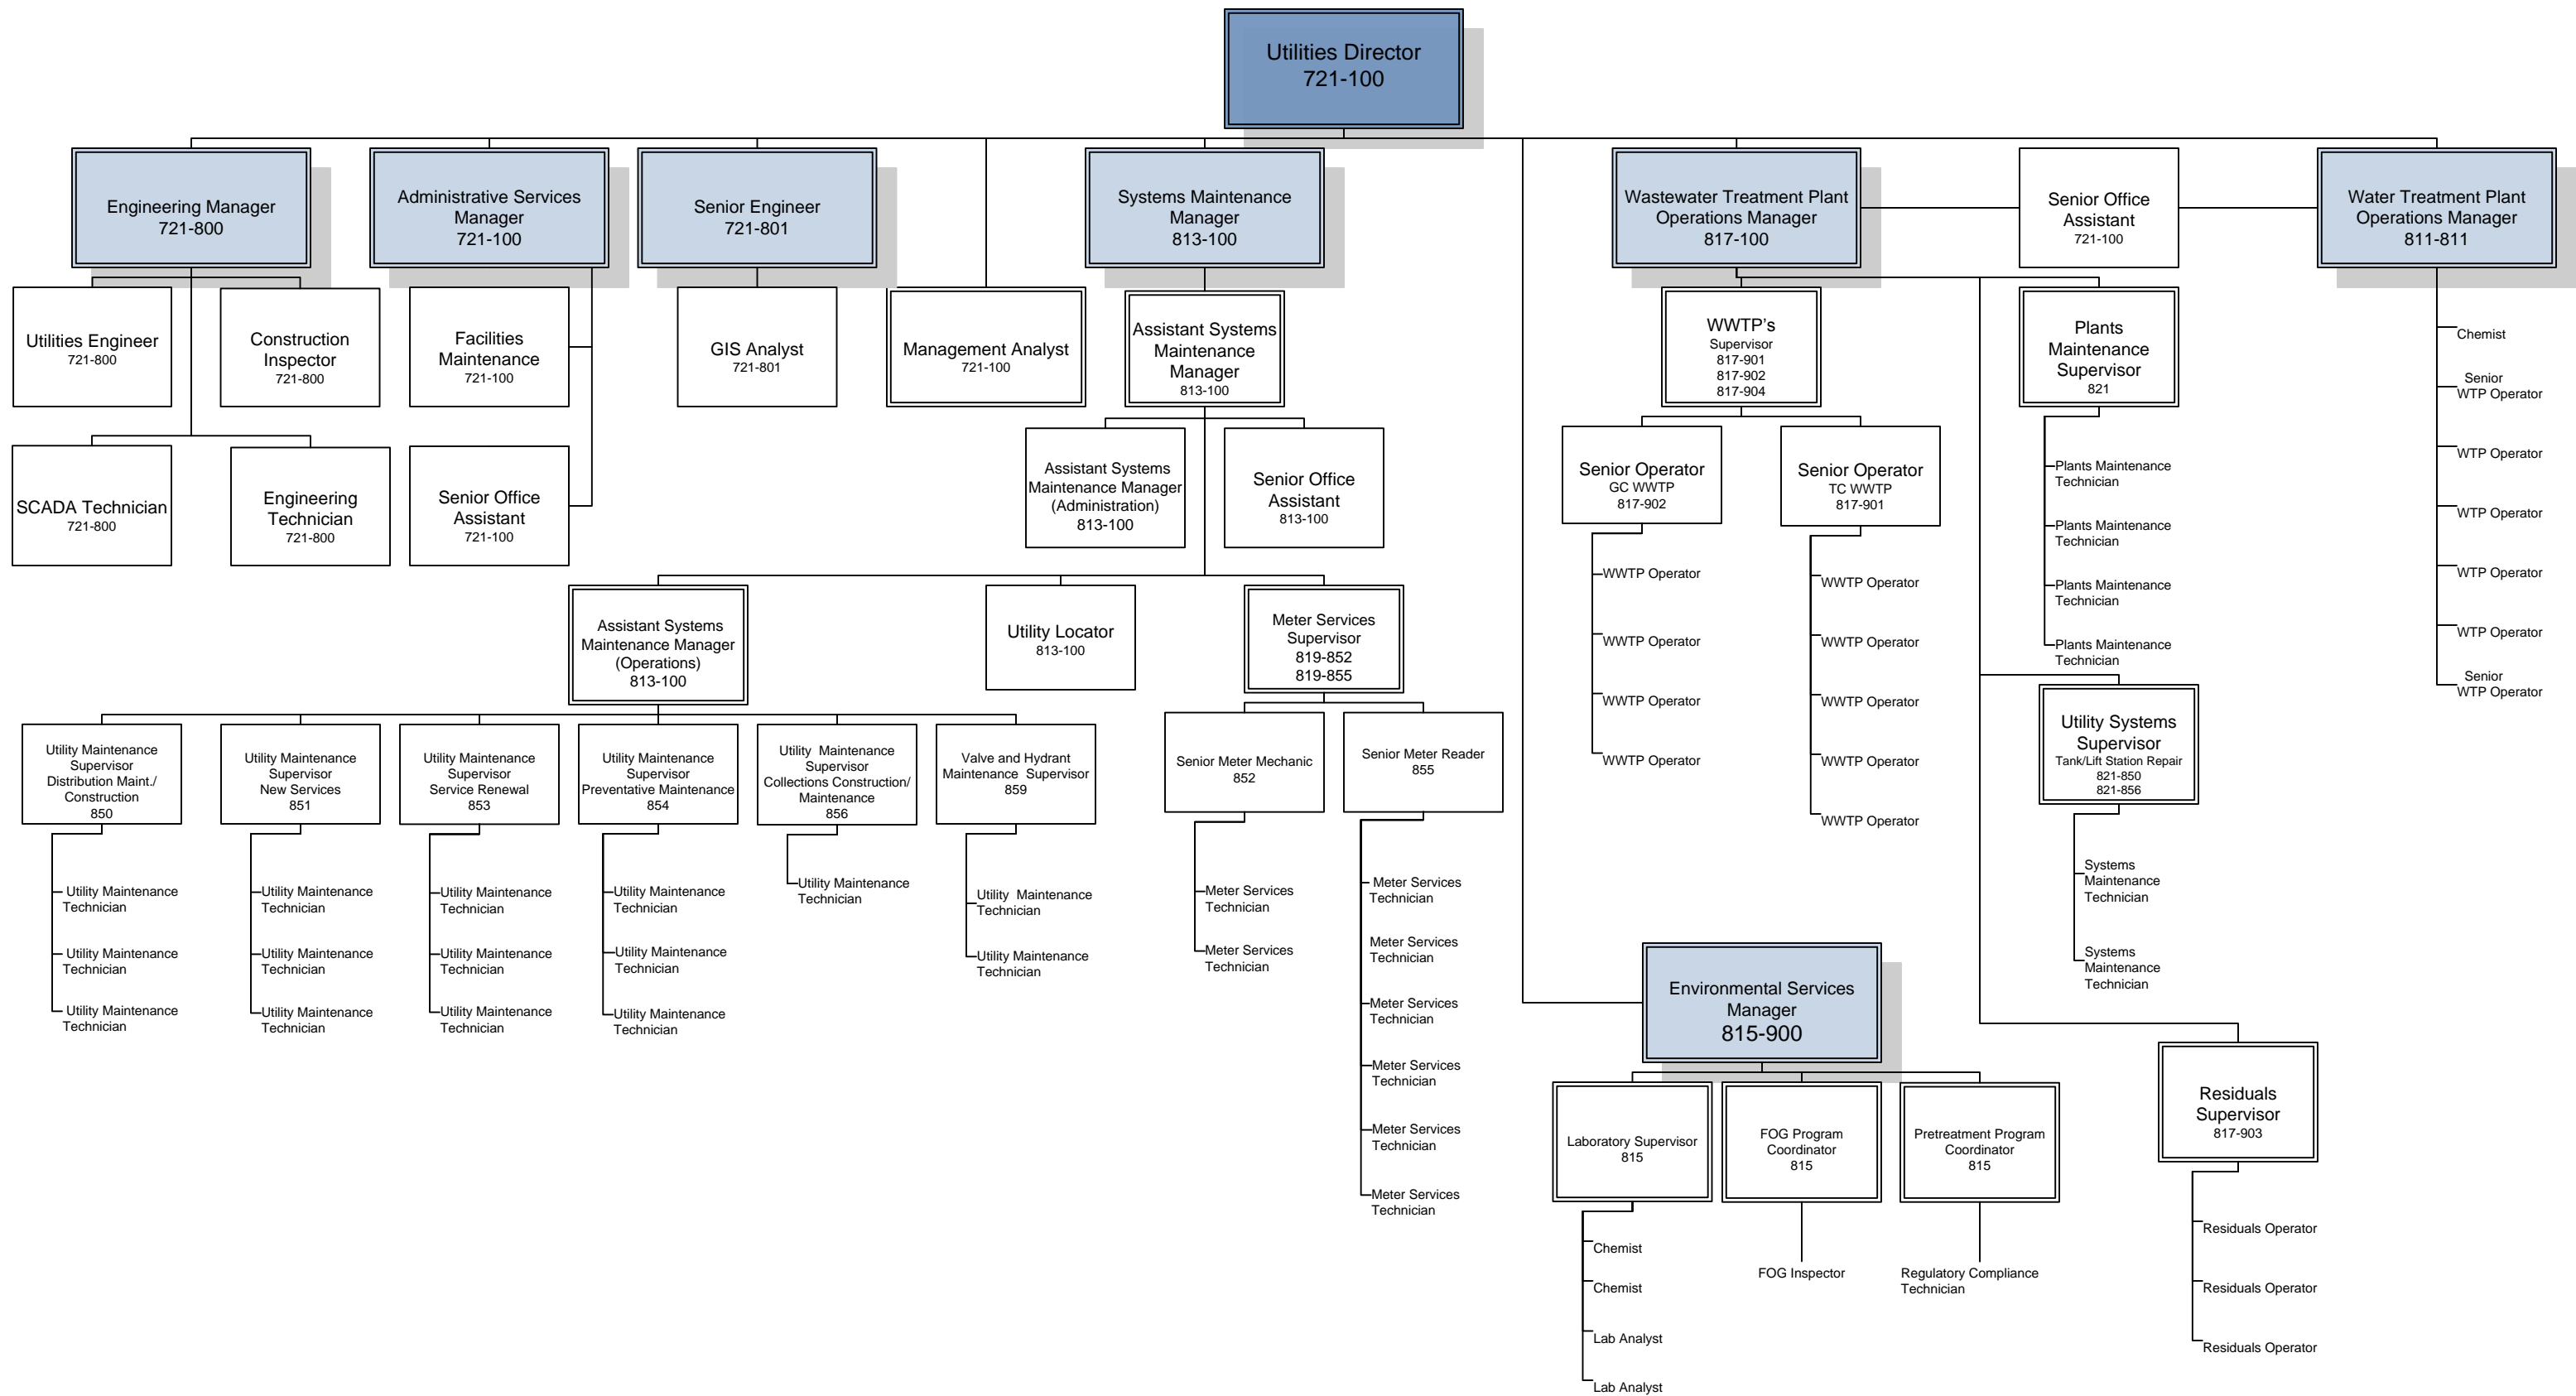 Utilities Director
721-100
Engineering Manager
721-800
Administrative Services
Manager
721-100
Senior Engineer
721-801
Systems Maintenance
Manager
813-100
Wastewater Treatment Plant
Operations Manager
817-100
Senior Office
Assistant
721-100
Water Treatment Plant
Operations Manager
811-811
Utilities Engineer
721-800
Construction
Inspector
721-800
Facilities
Maintenance
721-100
GIS Analyst
721-801
Management Analyst
721-100
Assistant Systems
Maintenance
Manager
813-100
WWTP's
Supervisor
817-901
817-902
817-904
Plants
Maintenance
Supervisor
821
SCADA Technician
721-800
Engineering
Technician
721-800
Senior Office
Assistant
721-100
Assistant Systems
Maintenance Manager
(Administration)
813-100
Senior Office
Assistant
813-100
Senior Operator
GC WWTP
817-902
Senior Operator
TC WWTP
817-901
WWTP Operator
WWTP Operator
WWTP Operator
WWTP Operator
WWTP Operator
WWTP Operator
WWTP Operator
WWTP Operator
WWTP Operator
Plants Maintenance
Technician
Plants Maintenance
Technician
Plants Maintenance
Technician
Plants Maintenance
Technician
Chemist
Senior
WTP Operator
WTP Operator
WTP Operator
WTP Operator
WTP Operator
Senior
WTP Operator
Assistant Systems
Maintenance Manager
(Operations)
813-100
Utility Locator
813-100
Meter Services
Supervisor
819-852
819-855
Utility Maintenance
Supervisor
Distribution Maint./
Construction
850
Utility Maintenance
Supervisor
New Services
851
Utility Maintenance
Supervisor
Service Renewal
853
Utility Maintenance
Supervisor
Preventative Maintenance
854
Utility Maintenance
Supervisor
Collections Construction/
Maintenance
856
Valve and Hydrant
Maintenance Supervisor
859
Senior Meter Mechanic
852
Senior Meter Reader
855
Utility Systems
Supervisor
Tank/Lift Station Repair
821-850
821-856
Utility Maintenance
Technician
Utility Maintenance
Technician
Utility Maintenance
Technician
Utility Maintenance
Technician
Utility Maintenance
Technician
Utility Maintenance
Technician
Utility Maintenance
Technician
Utility Maintenance
Technician
Utility Maintenance
Technician
Utility Maintenance
Technician
Utility Maintenance
Technician
Utility Maintenance
Technician
Utility Maintenance
Technician
Utility Maintenance
Technician
Utility Maintenance
Technician
Meter Services
Technician
Meter Services
Technician
Meter Services
Technician
Meter Services
Technician
Meter Services
Technician
Meter Services
Technician
Meter Services
Technician
Meter Services
Technician
Systems
Maintenance
Technician
Systems
Maintenance
Technician
Environmental Services
Manager
815-900
Laboratory Supervisor
815
FOG Program
Coordinator
815
Pretreatment Program
Coordinator
815
Residuals
Supervisor
817-903
Chemist
Chemist
Lab Analyst
Lab Analyst
FOG Inspector
Regulatory Compliance
Technician
Residuals Operator
Residuals Operator
Residuals Operator